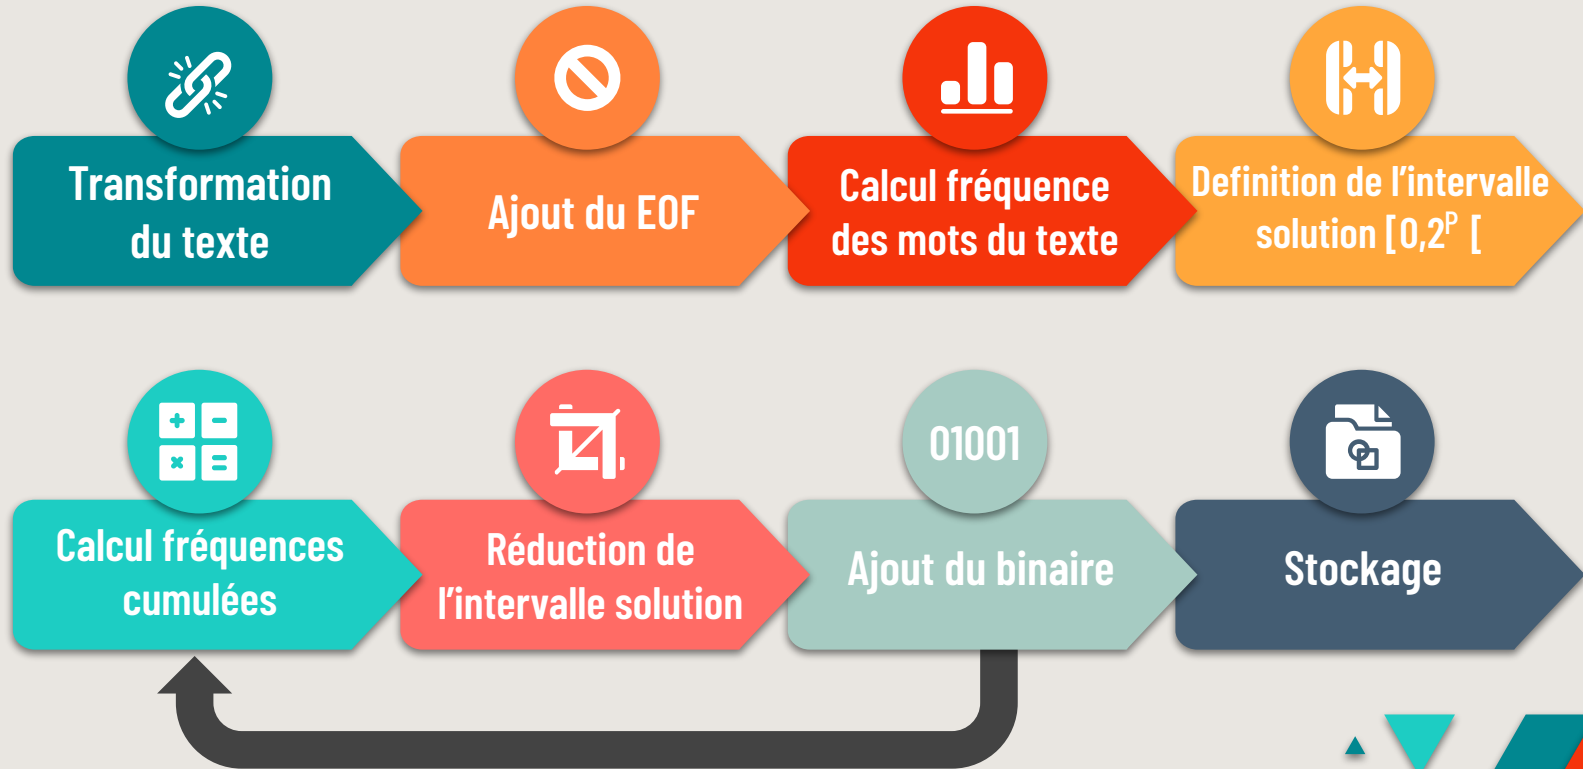 Transformation
du texte
Ajout du EOF
Calcul fréquence
des mots du texte
Definition de l'intervalle
solution [0,2ᴾ [
Calcul fréquences
cumulées
Réduction de
l'intervalle solution
01001
Ajout du binaire
Stockage